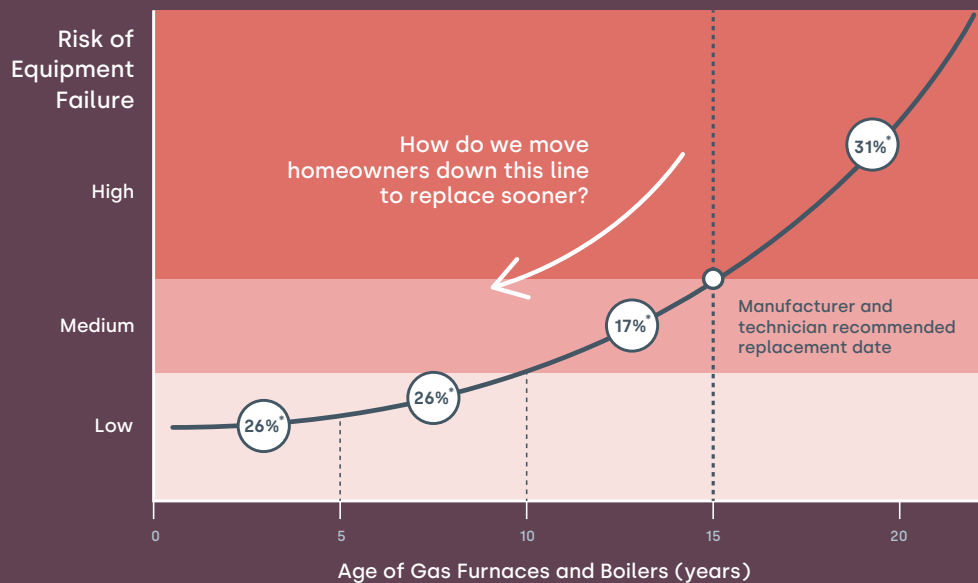 Risk of
Equipment
Failure
High
Medium
Low
How do we move
homeowners down this line
to replace sooner?
31%*
17%*
26%*
26%*
Manufacturer and
technician recommended
replacement date
0
5
10
15
20
Age of Gas Furnaces and Boilers (years)